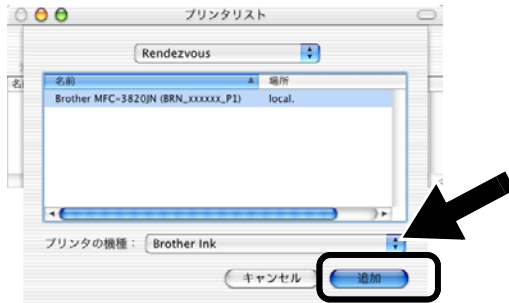 プリンタリスト
Rendezvous
名前 場所
Brother MFC-3820JN (BRN_xxxxxx_P1) local.
プリンタの機種： Brother Ink
キャンセル 追加